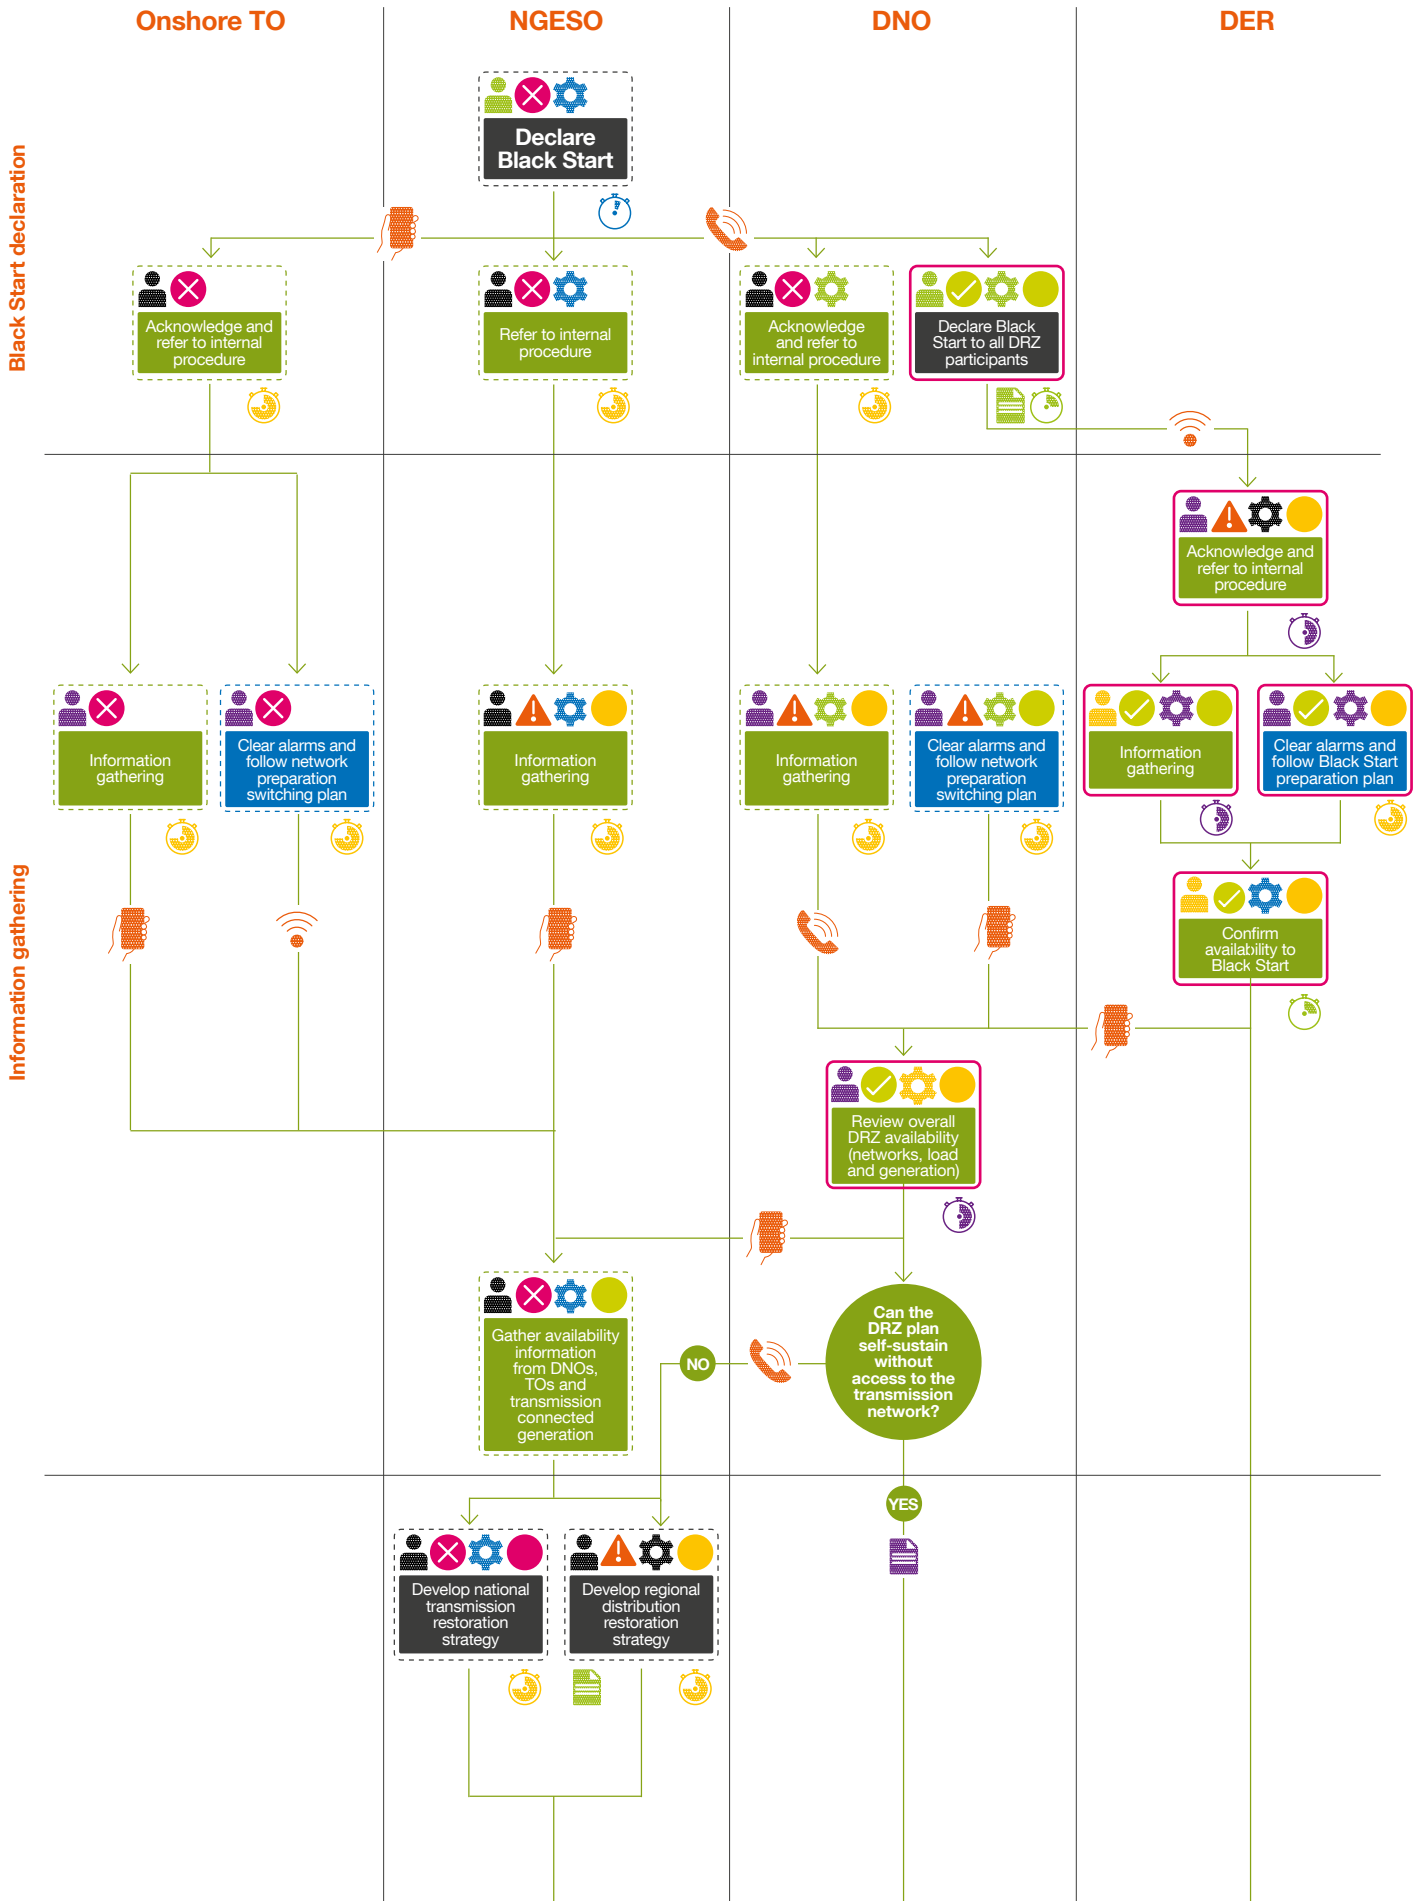 Onshore TO
NGESO
DNO
DER
Black Start declaration
Declare
Black Start
Acknowledge and
refer to internal
procedure
Refer to internal
procedure
Acknowledge
and refer to
internal procedure
Declare Black
Start to all DRZ
participants
Information gathering
Acknowledge and
refer to internal
procedure
Information
gathering
Clear alarms and
follow network
preparation
switching plan
Information
gathering
Information
gathering
Clear alarms and
follow network
preparation
switching plan
Information
gathering
Clear alarms and
follow Black Start
preparation plan
Confirm
availability to
Black Start
Review overall
DRZ availability
(networks, load
and generation)
Gather availability
information
from DNOs,
TOs and
transmission
connected
generation
NO
Can the
DRZ plan
self-sustain
without
access to the
transmission
network?
YES
Develop national
transmission
restoration
strategy
Develop regional
distribution
restoration
strategy